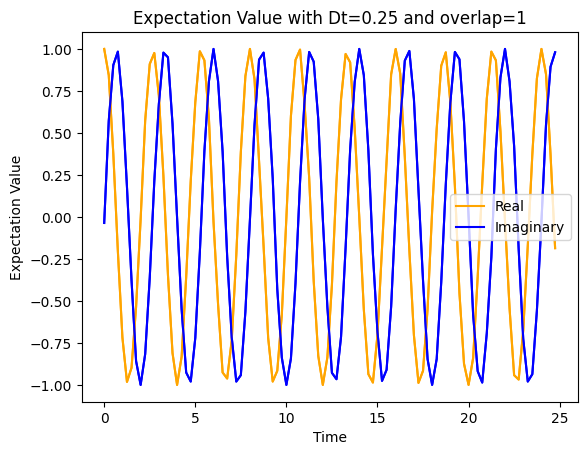 Expectation Value with Dt=0.25 and overlap=1
Expectation Value
1.00
0.75
0.50
0.25
0.00
−0.25
−0.50
−0.75
−1.00
Real
Imaginary
0 5 10 15 20 25
Time